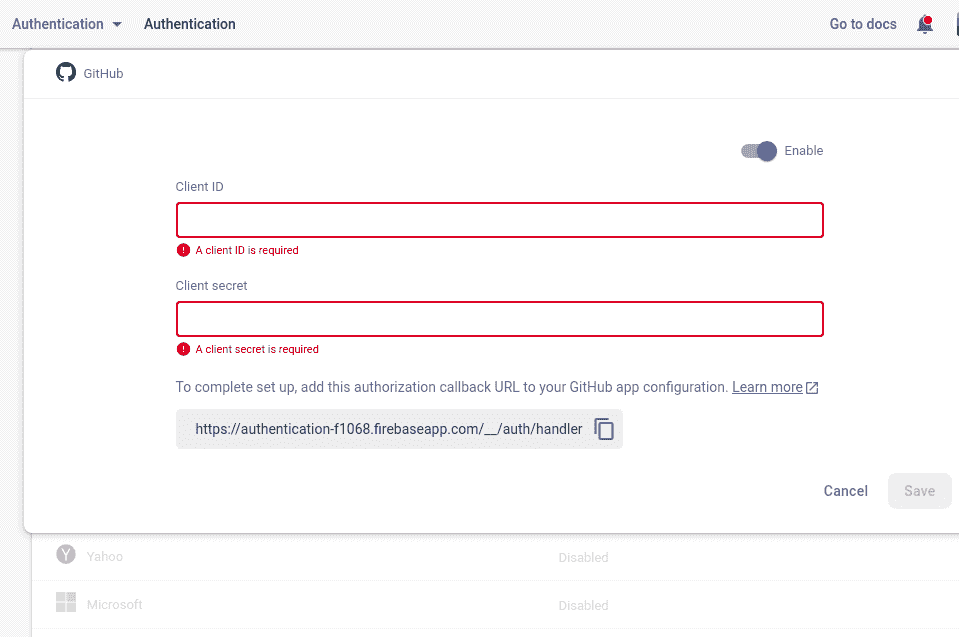 Authentication Authentication Go to docs
GitHub
Enable
Client ID
A client ID is required
Client secret
A client secret is required
To complete set up, add this authorization callback URL to your GitHub app configuration. Learn more
https://authentication-f1068.firebaseapp.com/__/auth/handler
Cancel Save
Yahoo Disabled
Microsoft Disabled